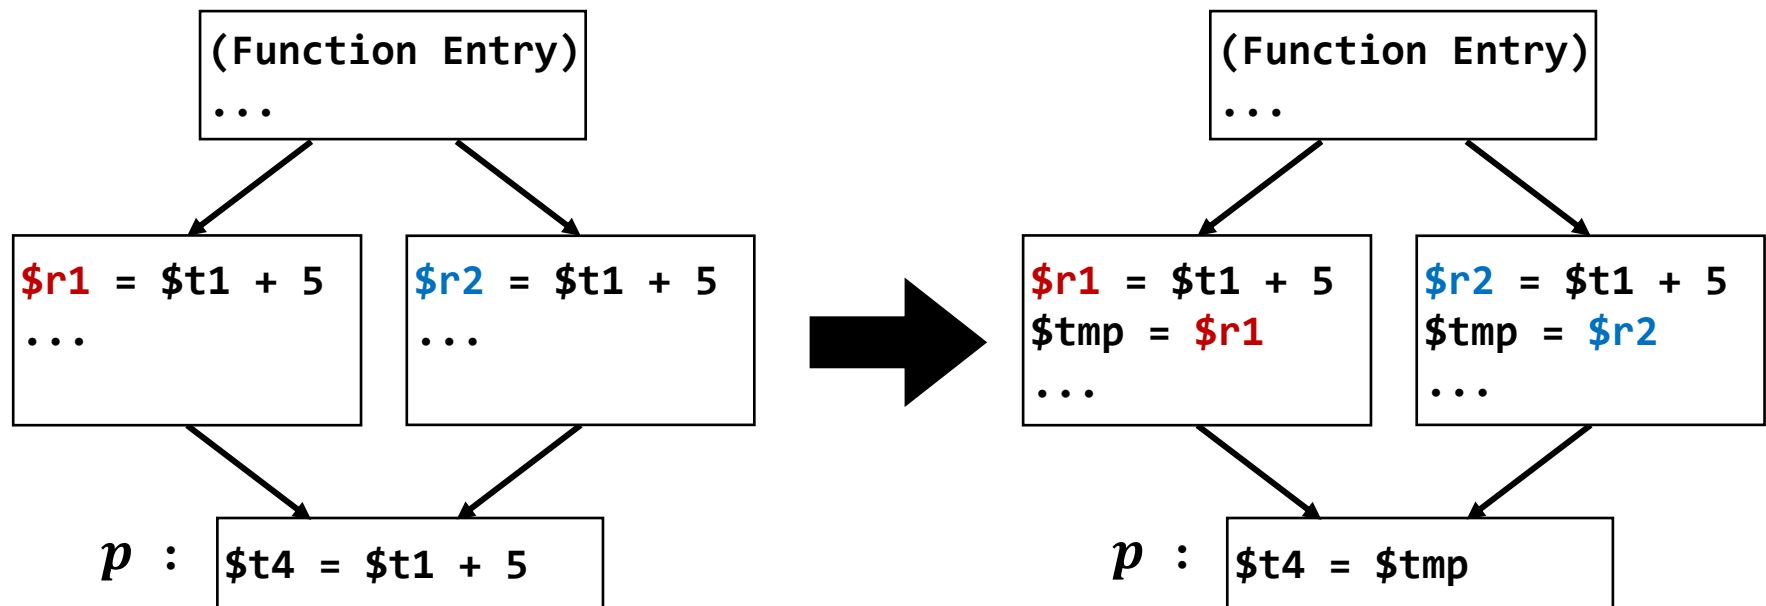 (Function Entry)
...
$r1 = $t1 + 5
...
$r2 = $t1 + 5
...
p :
$t4 = $t1 + 5
(Function Entry)
...
$r1 = $t1 + 5
$tmp = $r1
...
$r2 = $t1 + 5
$tmp = $r2
...
p :
$t4 = $tmp